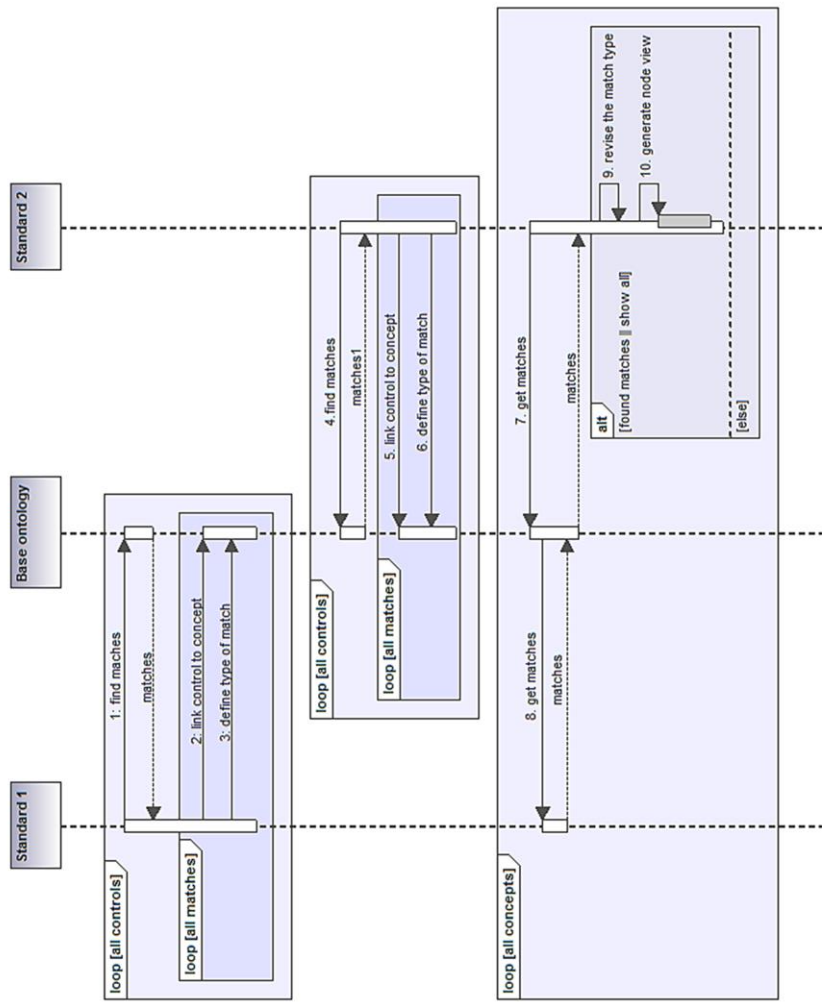 Standard 1
Base ontology
Standard 2
loop [all controls]
1: find maches
matches
loop [all matches]
2: link control to concept
3: define type of match
loop [all controls]
4.find matches
matches1
loop [all matches]
5. link control to concept
6. define type of match
loop [all concepts]
7. get matches
8. get matches
matches
matches
alt
[found matches || show all]
9. revise the match type
10. generate node view
[else]